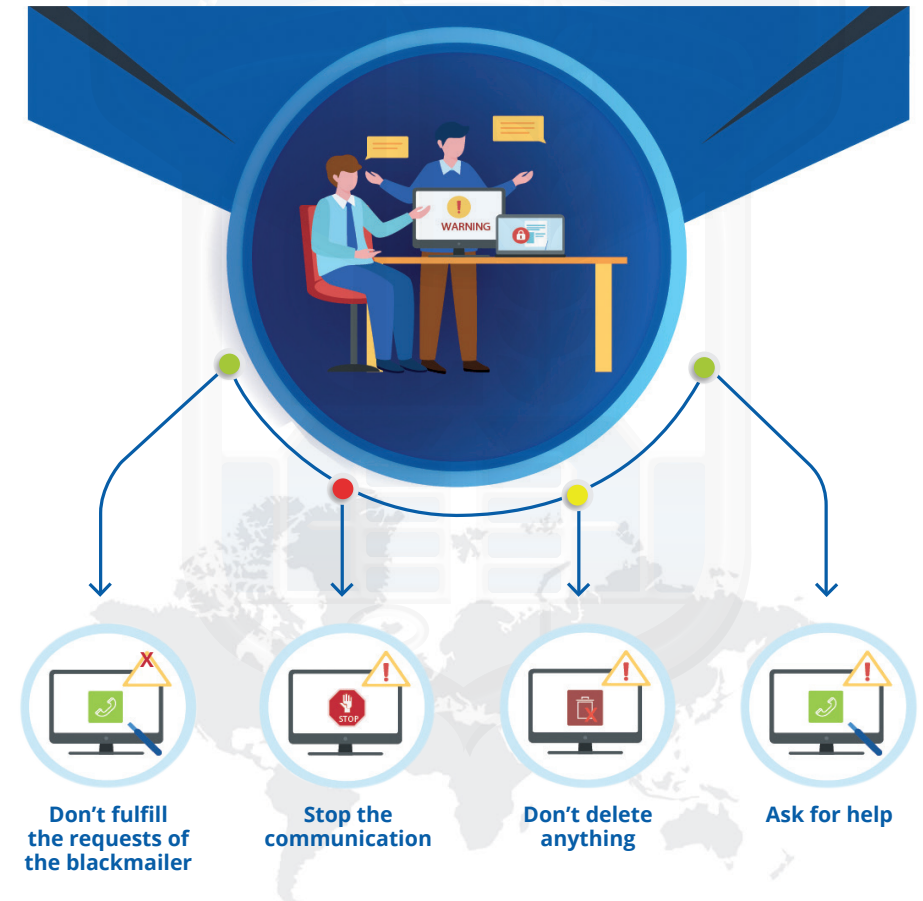 WARNING
X
!
STOP
!
!
!
Don’t fulfill
the requests of
the blackmailer
Stop the
communication
Don’t delete
anything
Ask for help